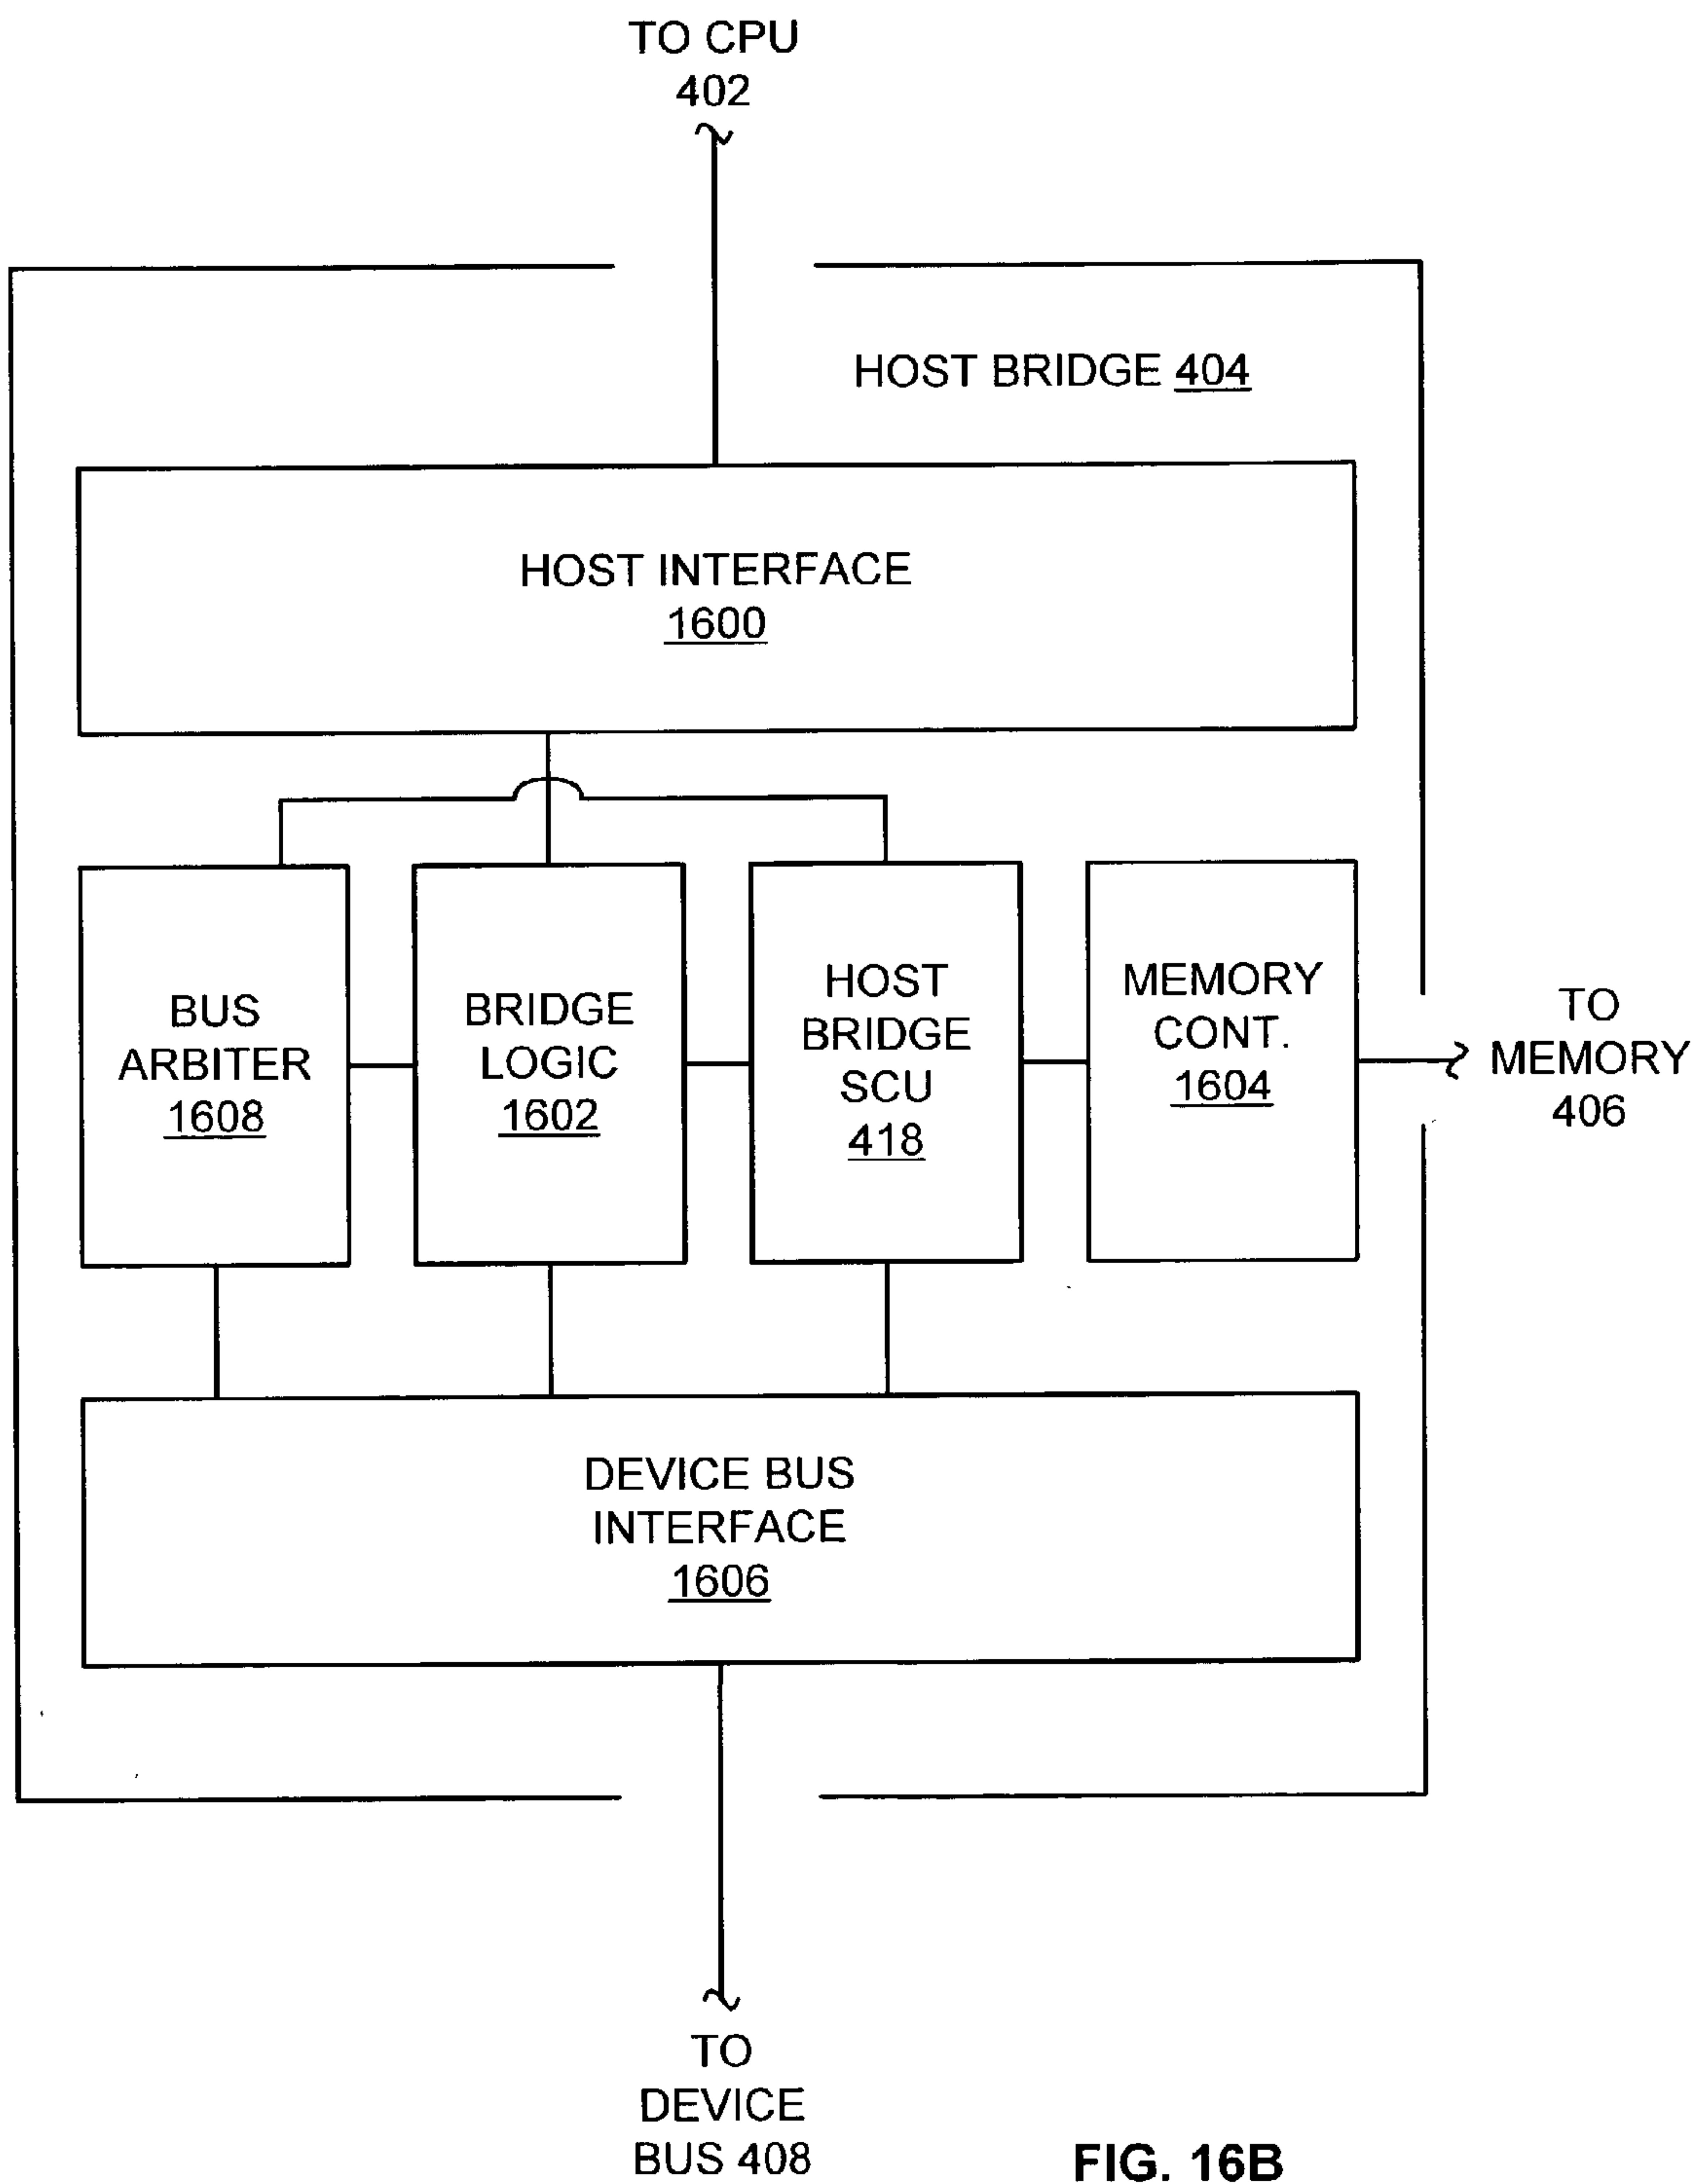 TO CPU
402
HOST BRIDGE 404
HOST INTERFACE
1600
BUS
ARBITER
1608
BRIDGE
LOGIC
1602
HOST
BRIDGE
SCU
418
MEMORY
CONT.
1604
TO
MEMORY
406
DEVICE BUS
INTERFACE
1606
TO
DEVICE
BUS 408
FIG. 16B